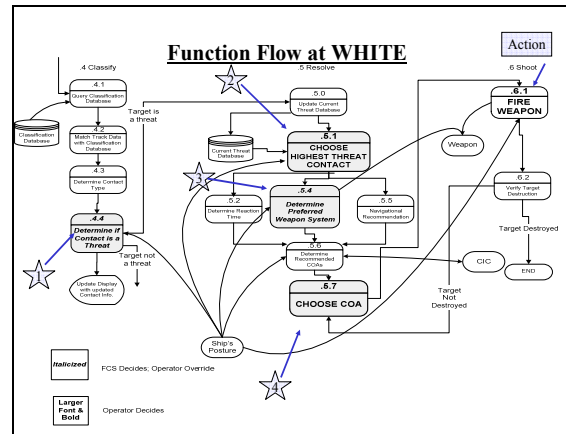 Function Flow at WHITE
Action
.4 Classify
.5 Resolve
.6 Shoot
.4.1
Query Classification
Database
Target is
a threat
2
.5.0
Update Current
Threat Database
.6.1
FIRE
WEAPON
Classification
Database
.4.2
Match Track Data
with Classification
Database
Current Threat
Database
.5.1
CHOOSE
HIGHEST THREAT
CONTACT
Weapon
.4.3
Determine Contact
Type
3
.5.2
Determine Reaction
Time
.5.4
Determine
Preferred
Weapon System
.5.5
Navigational
Recommendation
.6.2
Verify Target
Destruction
.4.4
Determine if
Contact is a
Threat
1
Target not
a threat
.5.6
Determine
Recommended
COAs
Target Destroyed
CIC
END
Update Display
with updated
Contact Info.
.5.7
CHOOSE COA
Target
Not
Destroyed
Ship's
Posture
4
Italicized
FCS Decides; Operator Override
Larger
Font &
Bold
Operator Decides